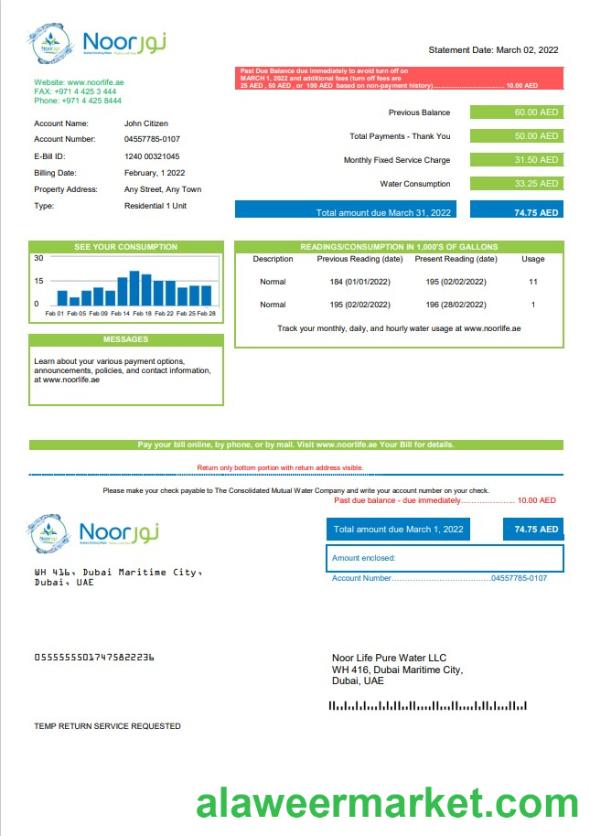 Noor نور
Statement Date: March 02, 2022
Website: www.noorlife.ae
FAX: +971 4 425 3 444
Phone: +971 4 425 8444
Past Due Balance due immediately to avoid turn off on
MARCH 1, 2022 and additional fees (turn off fees are
25 AED , 50 AED , or 100 AED based on non-payment history)............................ 10.00 AED
Previous Balance 60.00 AED
Total Payments - Thank You 50.00 AED
Monthly Fixed Service Charge 31.50 AED
Water Consumption 33.25 AED
Total amount due March 31, 2022 74.75 AED
Account Name: John Citizen
Account Number: 04557785-0107
E-Bill ID: 1240 00321045
Billing Date: February, 1 2022
Property Address: Any Street, Any Town
Type: Residential 1 Unit
SEE YOUR CONSUMPTION
30
15
0
Feb 01 Feb 05 Feb 09 Feb 14 Feb 18 Feb 22 Feb 25 Feb 28
READINGS/CONSUMPTION IN 1,000'S OF GALLONS
Description Previous Reading (date) Present Reading (date) Usage
Normal 184 (01/01/2022) 195 (02/02/2022) 11
Normal 195 (02/02/2022) 196 (28/02/2022) 1
Track your monthly, daily, and hourly water usage at www.noorlife.ae
MESSAGES
Learn about your various payment options,
announcements, policies, and contact information,
at www.noorlife.ae
Pay your bill online, by phone, or by mail. Visit www.noorlife.ae Your Bill for details.
Return only bottom portion with return address visible.
Please make your check payable to The Consolidated Mutual Water Company and write your account number on your check.
Past due balance - due immediately...................... 10.00 AED
Noor نور
Total amount due March 1, 2022 74.75 AED
Amount enclosed:
Account Number..........................................04557785-0107
WH 416, Dubai Maritime City,
Dubai, UAE
05555555017475822236
Noor Life Pure Water LLC
WH 416, Dubai Maritime City,
Dubai, UAE
TEMP RETURN SERVICE REQUESTED
alaweermarket.com